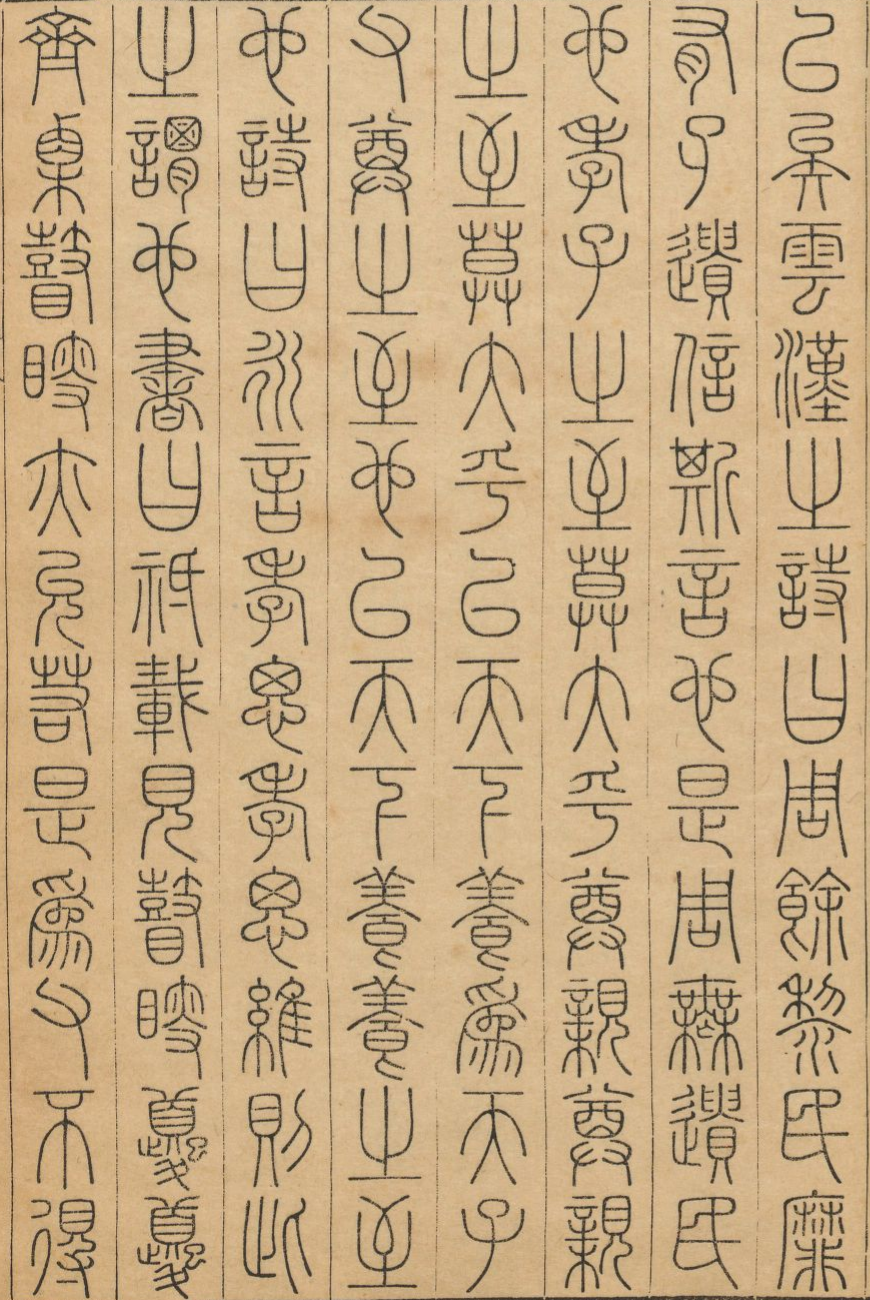 已矣雲漢之詩曰周餘黎民靡
有孑遺信斯言也是周無遺民
也孝子之至莫大乎尊親尊親
之至莫大乎以天下養為天子
父尊之至也以天下養養之至
也詩曰永言孝思孝思維則此
之謂也書曰祗載見瞽瞍夔夔
齊栗瞽瞍亦允若是為父不得